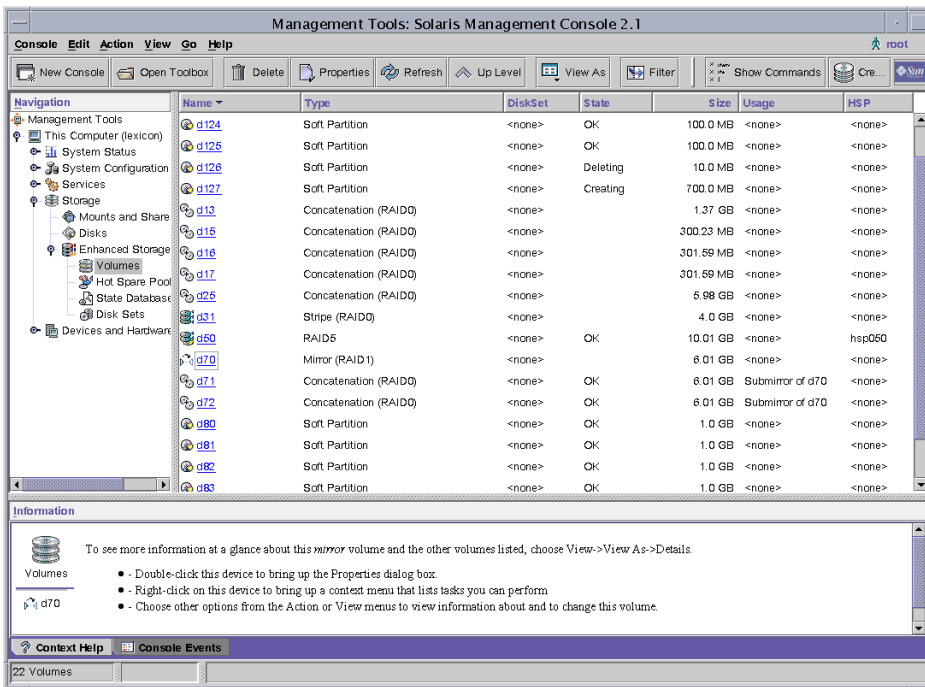 Management Tools: Solaris Management Console 2.1
Console Edit Action View Go Help root
New Console Open Toolbox Delete Properties Refresh Up Level View As Filter Show Commands Cre... Sun
Navigation
Management Tools
This Computer (lexicon)
System Status
System Configuration
Services
Storage
Mounts and Share
Disks
Enhanced Storage
Volumes
Hot Spare Pool
State Database
Disk Sets
Devices and Hardware
Name Type DiskSet State Size Usage HSP
d124 Soft Partition <none> OK 100.0 MB <none> <none>
d125 Soft Partition <none> OK 100.0 MB <none> <none>
d126 Soft Partition <none> Deleting 10.0 MB <none> <none>
d127 Soft Partition <none> Creating 700.0 MB <none> <none>
d13 Concatenation (RAID0) <none> 1.37 GB <none> <none>
d15 Concatenation (RAID0) <none> 300.23 MB <none> <none>
d16 Concatenation (RAID0) <none> 301.59 MB <none> <none>
d17 Concatenation (RAID0) <none> 301.59 MB <none> <none>
d25 Concatenation (RAID0) <none> 5.98 GB <none> <none>
d31 Stripe (RAID0) <none> 4.0 GB <none> <none>
d50 RAID5 <none> OK 10.01 GB <none> hsp050
d70 Mirror (RAID1) <none> 6.01 GB <none> <none>
d71 Concatenation (RAID0) <none> OK 6.01 GB Submirror of d70 <none>
d72 Concatenation (RAID0) <none> OK 6.01 GB Submirror of d70 <none>
d80 Soft Partition <none> OK 1.0 GB <none> <none>
d81 Soft Partition <none> OK 1.0 GB <none> <none>
d82 Soft Partition <none> OK 1.0 GB <none> <none>
d83 Soft Partition <none> OK 1.0 GB <none> <none>
Information
Volumes
d70
To see more information at a glance about this mirror volume and the other volumes listed, choose View->View As->Details.
- Double-click this device to bring up the Properties dialog box.
- Right-click on this device to bring up a context menu that lists tasks you can perform
- Choose other options from the Action or View menus to view information about and to change this volume.
Context Help Console Events
22 Volumes